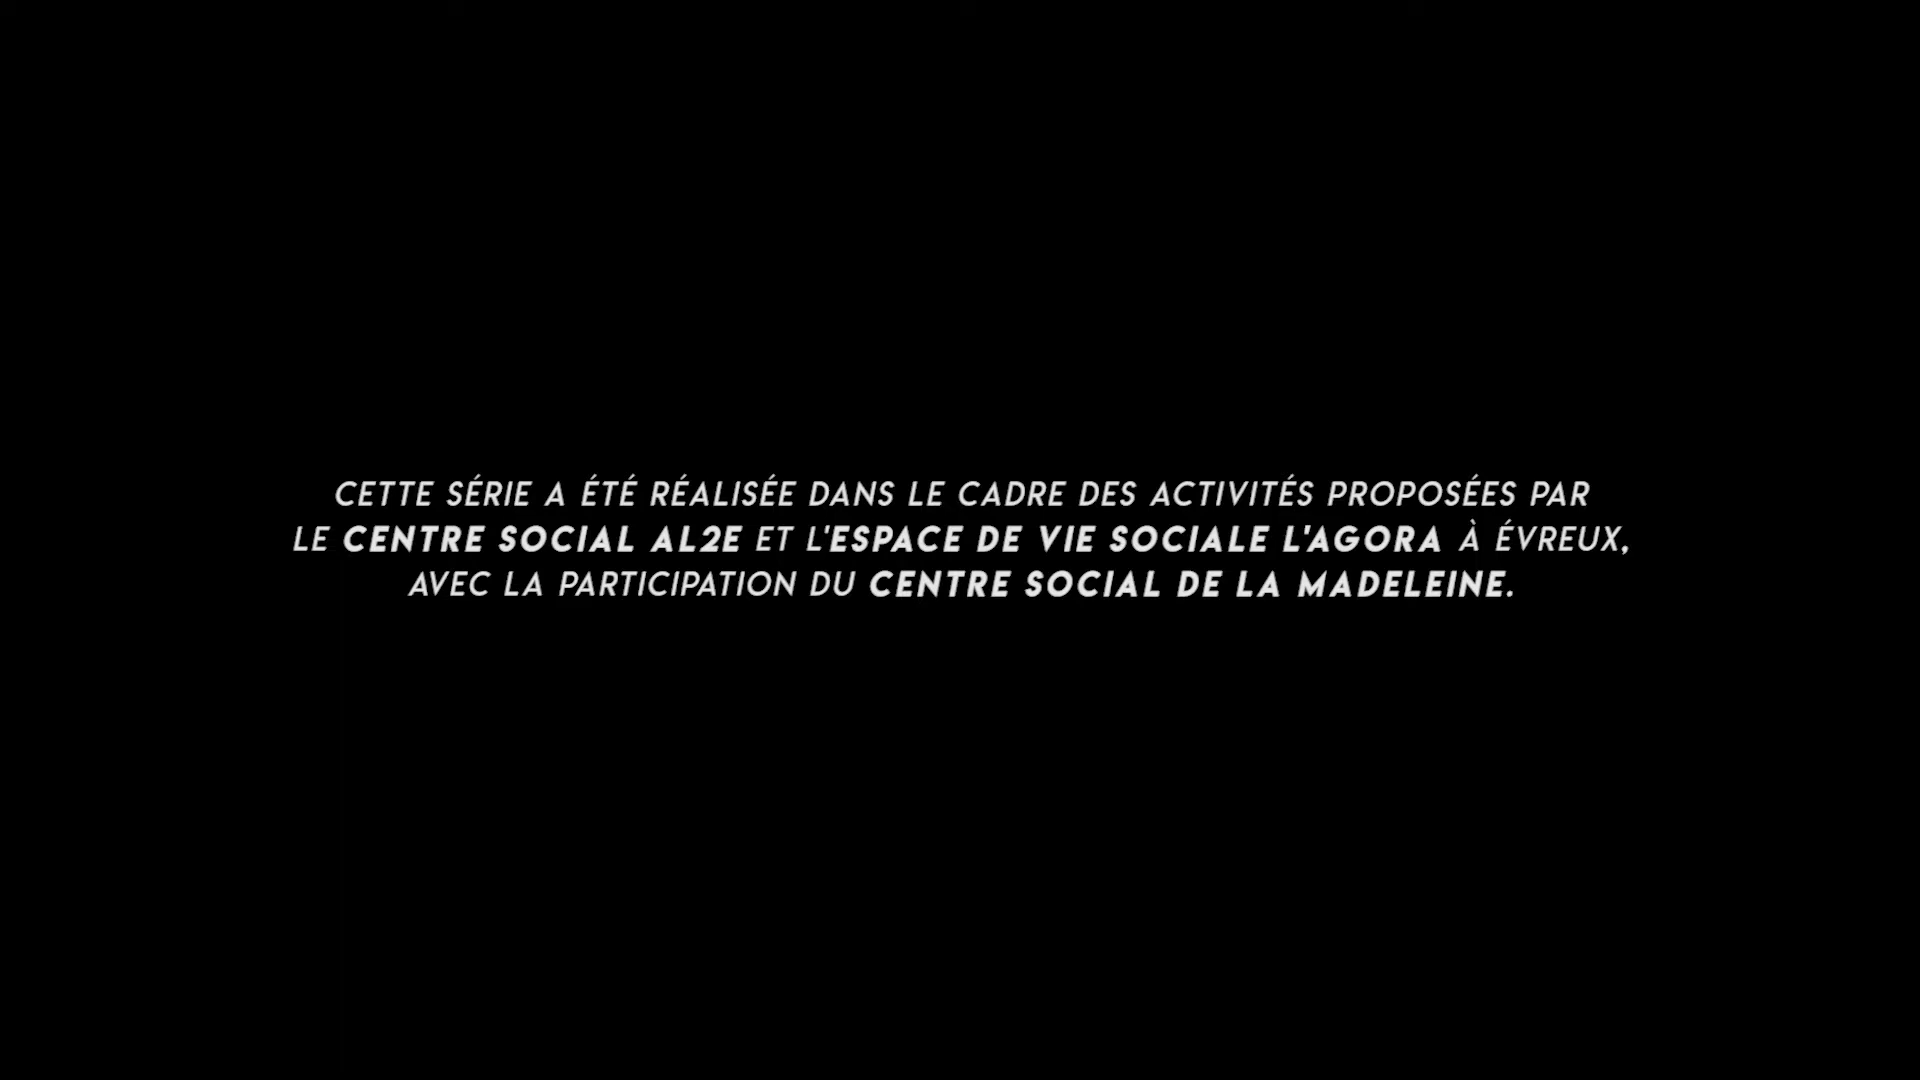 CETTE SÉRIE A ÉTÉ RÉALISÉE DANS LE CADRE DES ACTIVITÉS PROPOSÉES PAR
LE CENTRE SOCIAL AL2E ET L'ESPACE DE VIE SOCIALE L'AGORA À ÉVREUX,
AVEC LA PARTICIPATION DU CENTRE SOCIAL DE LA MADELEINE.